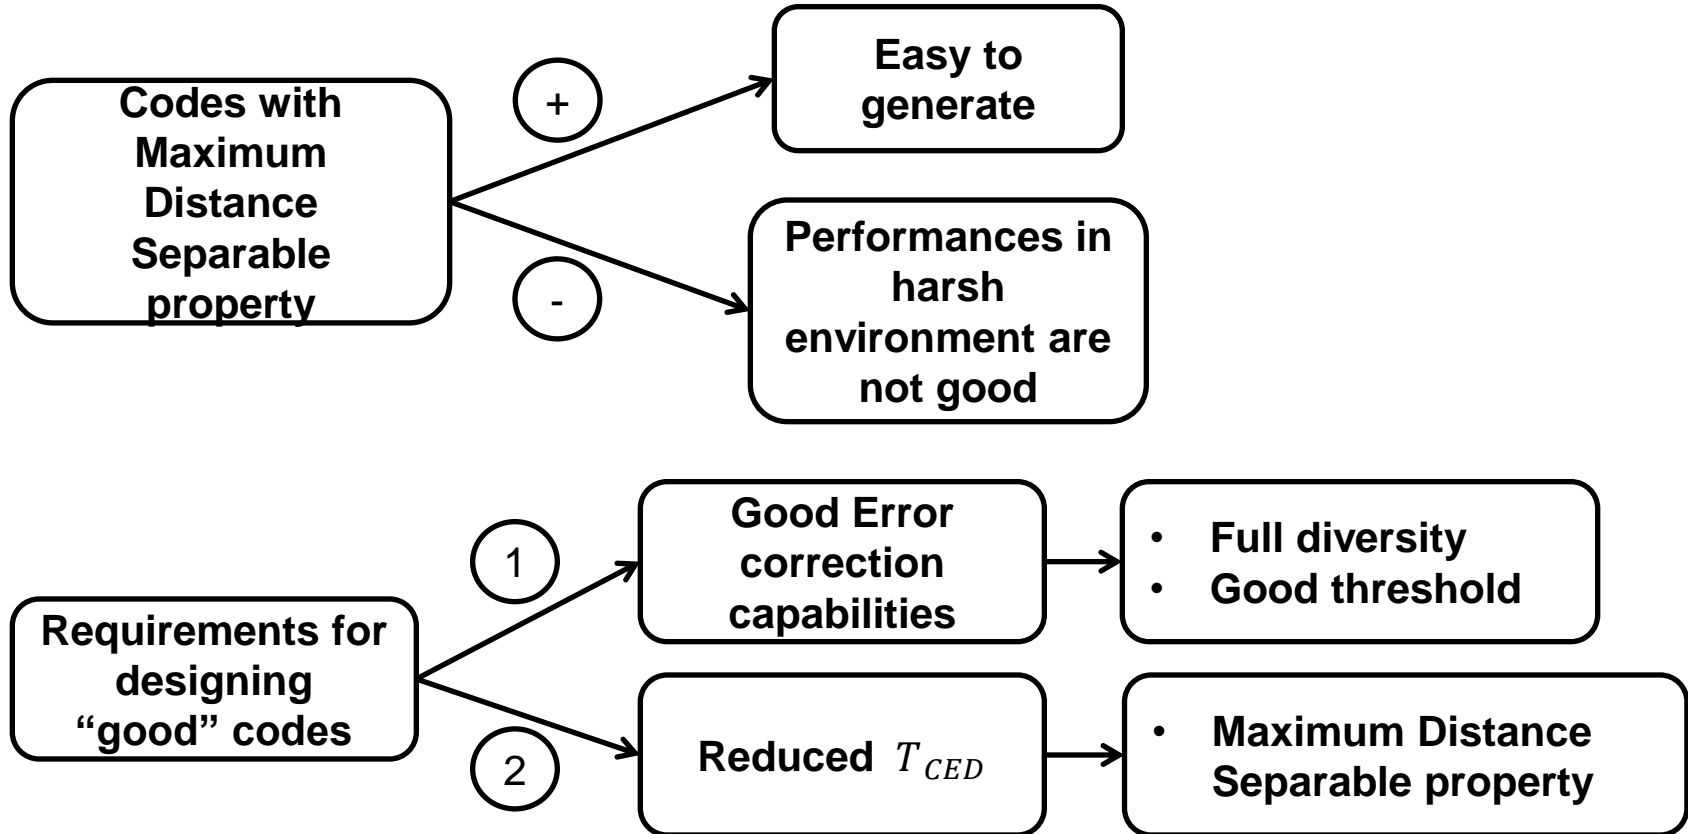 Codes with
Maximum
Distance
Separable
property
+
Easy to
generate
-
Performances in
harsh
environment are
not good
Requirements for
designing
“good” codes
1
Good Error
correction
capabilities
• Full diversity
• Good threshold
2
Reduced T_CED
• Maximum Distance
Separable property